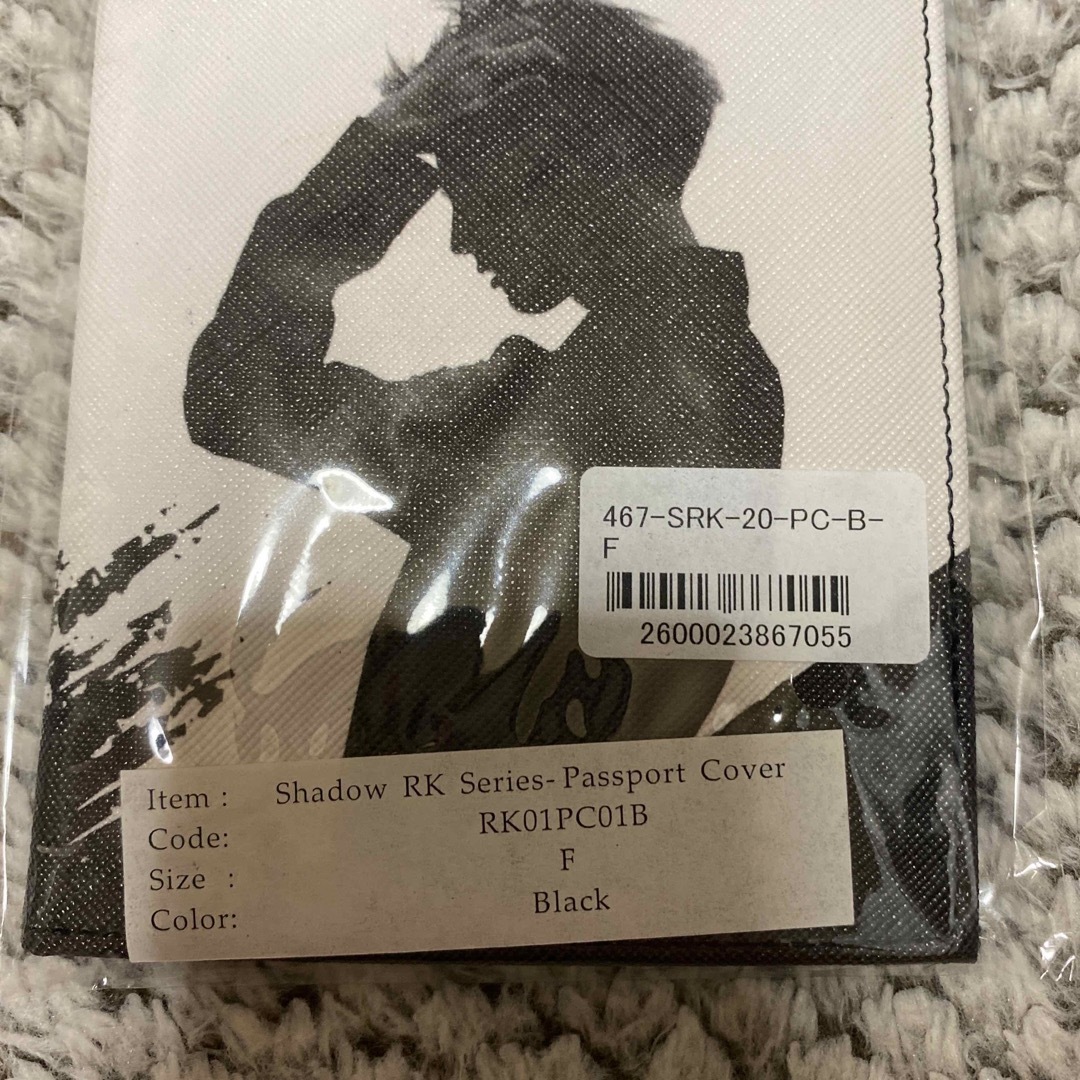 467-SRK-20-PC-B-
F
2600023867055
Item : Shadow RK Series-Passport Cover
Code: RK01PC01B
Size : F
Color: Black